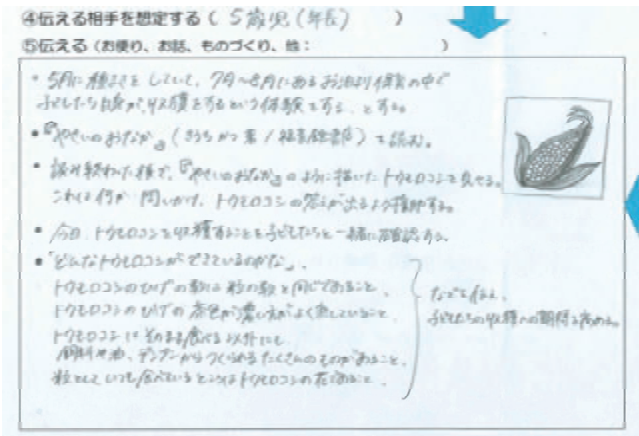 ④伝える相手を想定する( 5歳児(年長) )
⑤伝える(お便り、お話、ものづくり、他: )
・5月に種まきをしていて、7月〜8月にあるお泊り保育の中で
子どもたち自身が収穫をするという体験をする、とする。
・『やさいのおなか』(きうちかつ 著/福音館書店)を読む。
・読み終わった後で、『やさいのおなか』のように描いたトウモロコシを見せる。
これは何か 問いかけ、トウモロコシの答えが出るよう援助する。
・今日 トウモロコシを収穫することを子どもたちと一緒に確認する。
・「どんなトウモロコシができているのかな」、
トウモロコシのひげの数は粒の数と同じであること、
トウモロコシのひげの茶色が濃い方がよく熟していること、
トウモロコシはそのまま食べる以外にも
飼料や油、デンプンからつくられるたくさんのものがあること、
粒としていつも食べているところはトウモロコシの であること、
などを伝え、
子どもたちの収穫への期待を高める。